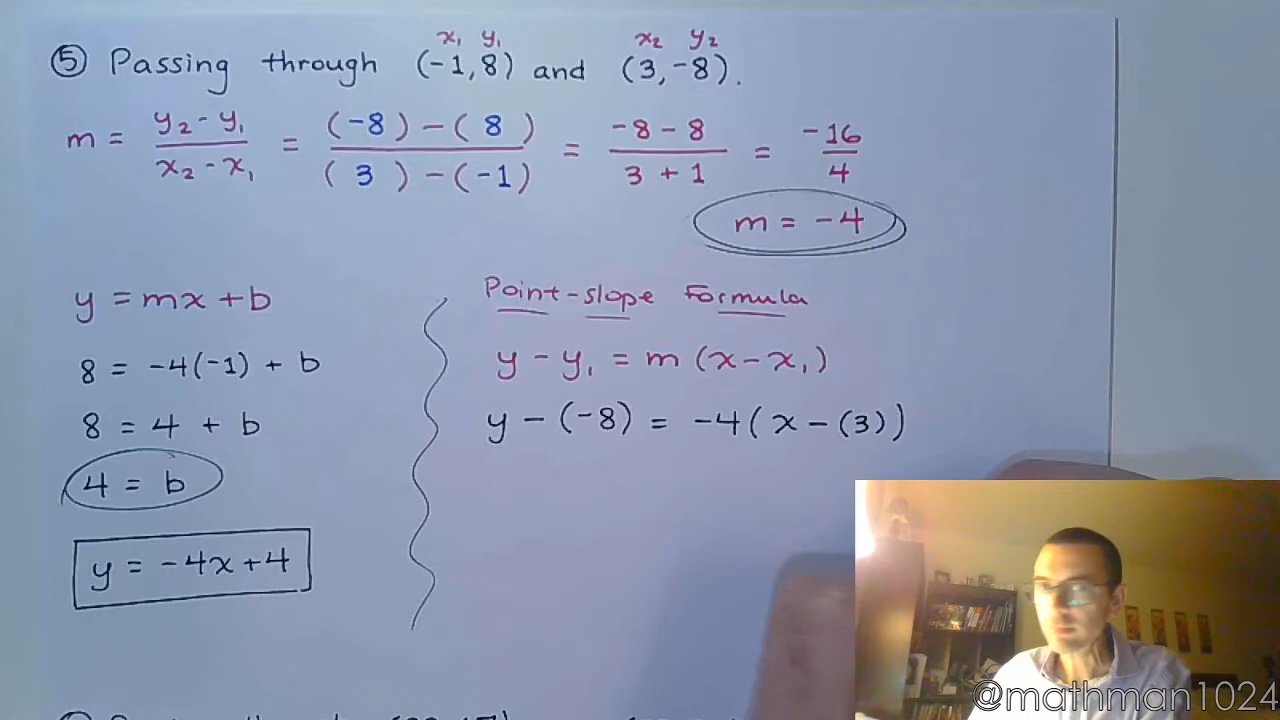 ⑤ Passing through (-1, 8) and (3, -8).
x₁ y₁ x₂ y₂
m = (y₂ - y₁)/(x₂ - x₁) = ((-8) - (8))/((3) - (-1)) = (-8 - 8)/(3 + 1) = -16/4
m = -4
y = mx + b
8 = -4(-1) + b
8 = 4 + b
4 = b
y = -4x + 4
Point-slope Formula
y - y₁ = m (x - x₁)
y - (-8) = -4(x - (3))
@mathman1024